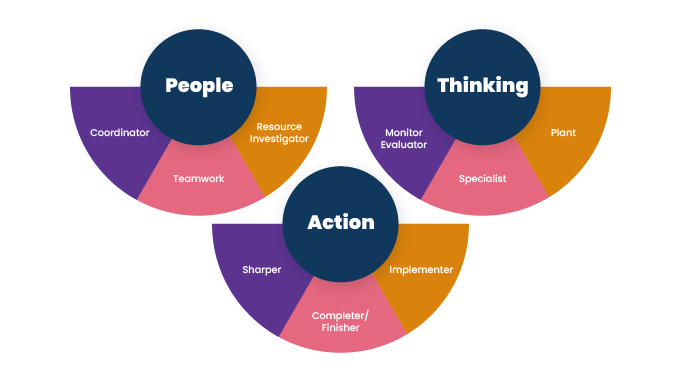 People
Coordinator
Teamwork
Resource
Investigator
Thinking
Monitor
Evaluator
Specialist
Plant
Action
Sharper
Completer/
Finisher
Implementer